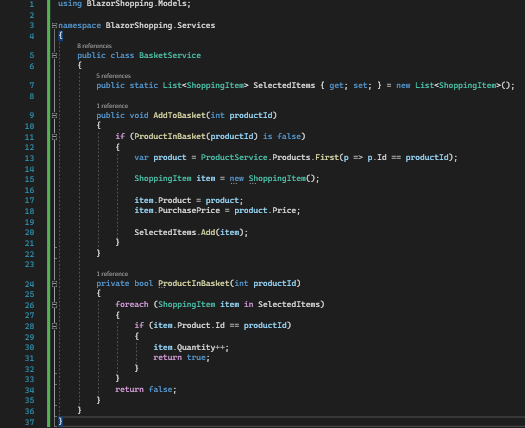 1 using BlazorShopping.Models;
2
3 namespace BlazorShopping.Services
4 {
8 references
5 public class BasketService
6 {
5 references
7 public static List<ShoppingItem> SelectedItems { get; set; } = new List<ShoppingItem>();
8
1 reference
9 public void AddToBasket(int productId)
10 {
11 if (ProductInBasket(productId) is false)
12 {
13 var product = ProductService.Products.First(p => p.Id == productId);
14
15 ShoppingItem item = new ShoppingItem();
16
17 item.Product = product;
18 item.PurchasePrice = product.Price;
19
20 SelectedItems.Add(item);
21 }
22 }
23
1 reference
24 private bool ProductInBasket(int productId)
25 {
26 foreach (ShoppingItem item in SelectedItems)
27 {
28 if (item.Product.Id == productId)
29 {
30 item.Quantity++;
31 return true;
32 }
33 }
34 return false;
35 }
36 }
37 }